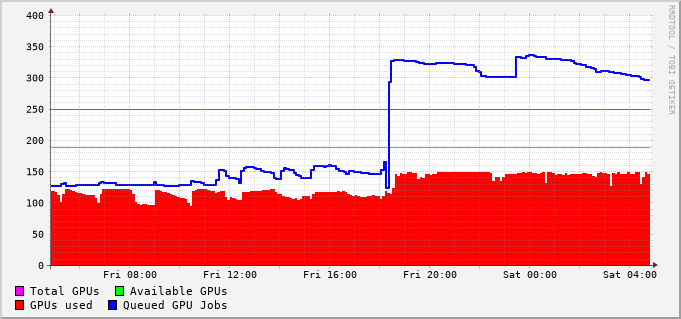 400
350
300
250
200
150
100
50
0
Fri 08:00 Fri 12:00 Fri 16:00 Fri 20:00 Sat 00:00 Sat 04:00
Total GPUs Available GPUs
GPUs used Queued GPU Jobs
RRDTOOL / TOBI OETIKER